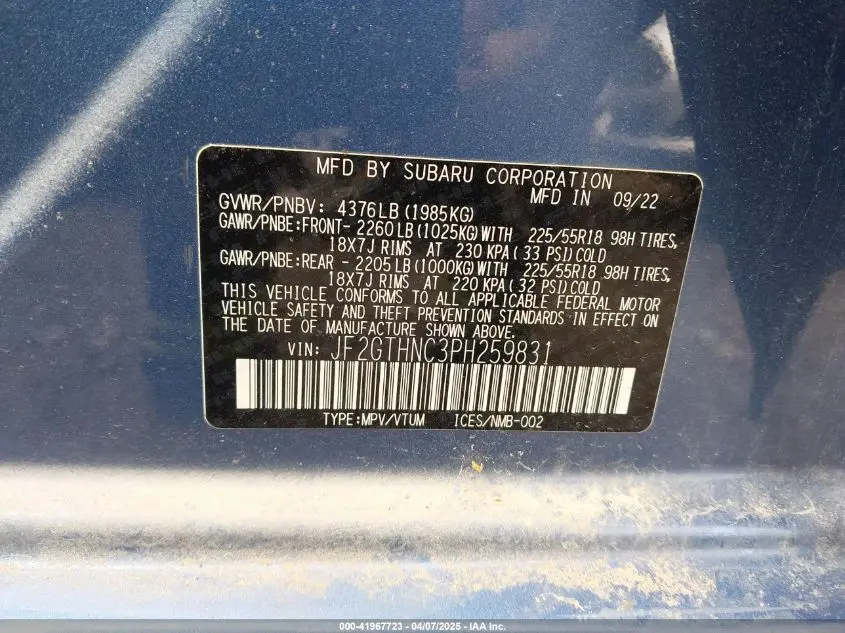 MFD BY SUBARU CORPORATION
MFD IN 09/22
GVWR/PNBV: 4376LB (1985KG)
GAWR/PNBE:FRONT- 2260 LB (1025KG) WITH 225/55R18 98H TIRES,
18X7J RIMS AT 230 KPA ( 33 PSI) COLD
GAWR/PNBE:REAR - 2205 LB (1000KG) WITH 225/55R18 98H TIRES,
18X7J RIMS AT 220 KPA ( 32 PSI) COLD
THIS VEHICLE CONFORMS TO ALL APPLICABLE FEDERAL MOTOR
VEHICLE SAFETY AND THEFT PREVENTION STANDARDS IN EFFECT ON
THE DATE OF MANUFACTURE SHOWN ABOVE.
VIN: JF2GTHNC3PH259831
TYPE:MPV/VTUM ICES/NMB-002
000-41967723 - 04/07/2025 - IAA Inc.